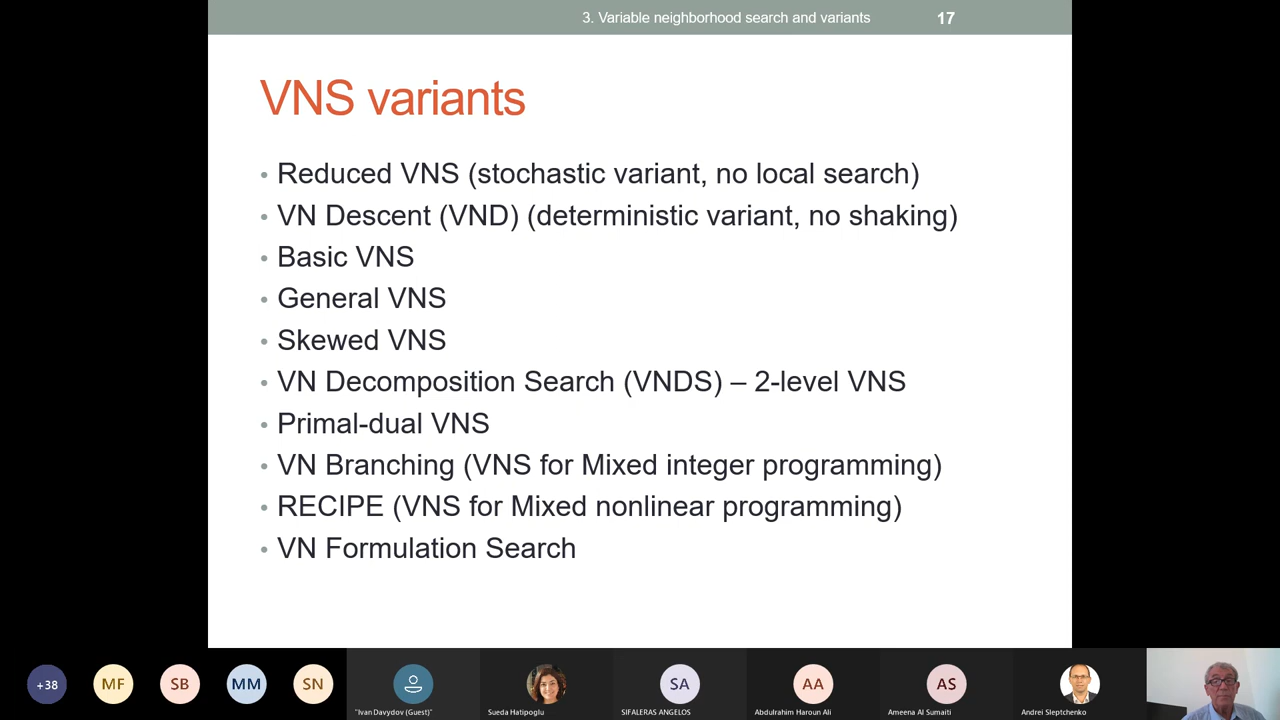 3. Variable neighborhood search and variants 17
VNS variants
• Reduced VNS (stochastic variant, no local search)
• VN Descent (VND) (deterministic variant, no shaking)
• Basic VNS
• General VNS
• Skewed VNS
• VN Decomposition Search (VNDS) – 2-level VNS
• Primal-dual VNS
• VN Branching (VNS for Mixed integer programming)
• RECIPE (VNS for Mixed nonlinear programming)
• VN Formulation Search
+38 MF SB MM SN SA AA AS
"Ivan Davydov (Guest)" Sueda Hatipoglu SIFALERAS ANGELOS Abdulrahim Haroun Ali Ameena Al Sumaiti Andrei Sleptchenko